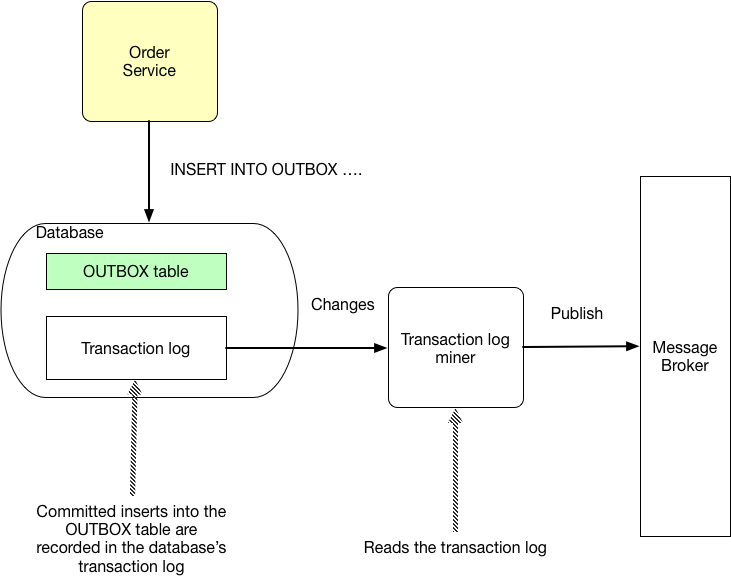 Order
Service
INSERT INTO OUTBOX ….
Database
OUTBOX table
Transaction log
Changes
Transaction log
miner
Publish
Message
Broker
Committed inserts into the
OUTBOX table are
recorded in the database's
transaction log
Reads the transaction log